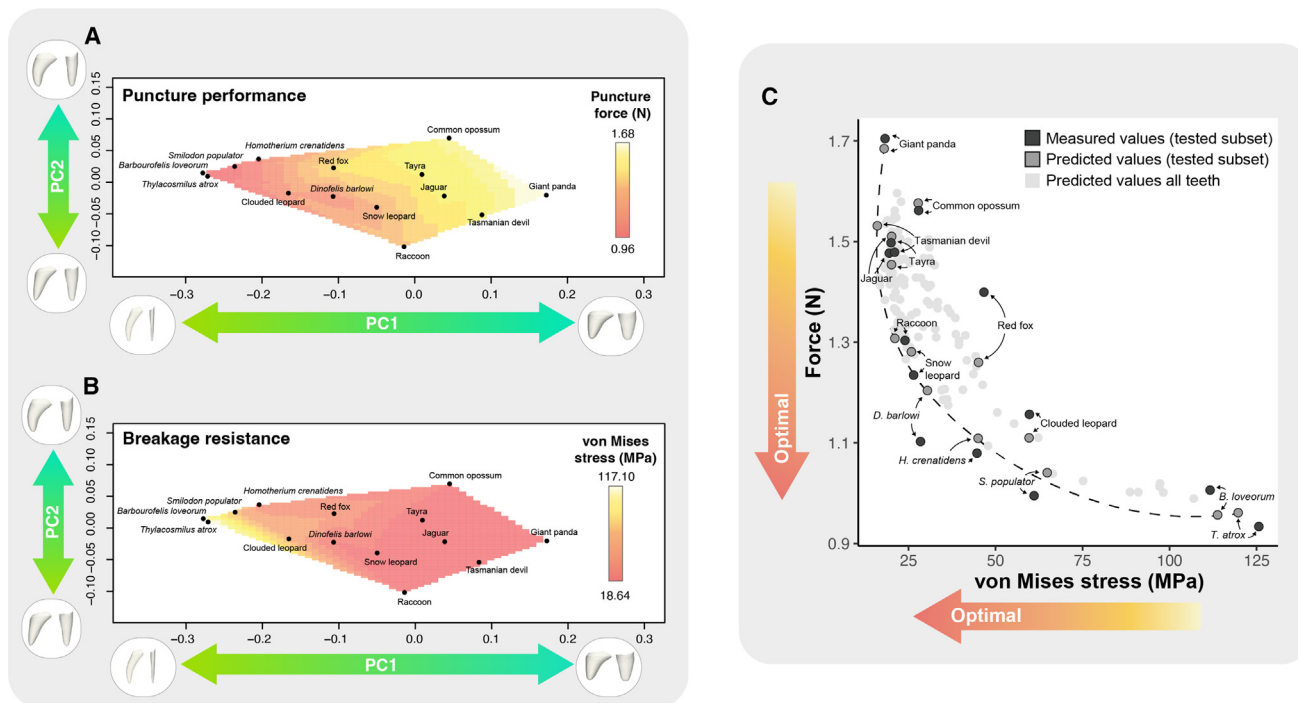 A
Puncture performance
Puncture
force (N)
1.68
0.96
Common opossum
Homotherium crenatidens
Smilodon populator
Barbourofelis loveorum
Thylacosmilus atrox
Red fox
Tayra
Dinofelis barlowi
Jaguar
Giant panda
Clouded leopard
Snow leopard
Tasmanian devil
Raccoon
PC2
0.15
0.10
0.05
0.00
−0.05
−0.10
−0.3
−0.2
−0.1
0.0
0.1
0.2
0.3
PC1
B
Breakage resistance
von Mises
stress (MPa)
117.10
18.64
Common opossum
Homotherium crenatidens
Smilodon populator
Barbourofelis loveorum
Thylacosmilus atrox
Red fox
Tayra
Dinofelis barlowi
Jaguar
Giant panda
Clouded leopard
Snow leopard
Tasmanian devil
Raccoon
PC2
0.15
0.10
0.05
0.00
−0.05
−0.10
−0.3
−0.2
−0.1
0.0
0.1
0.2
0.3
PC1
C
Measured values (tested subset)
Predicted values (tested subset)
Predicted values all teeth
Giant panda
Common opossum
Tasmanian devil
Tayra
Jaguar
Raccoon
Red fox
Snow
leopard
D. barlowi
Clouded leopard
H. crenatidens
S. populator
B. loveorum
T. atrox
Force (N)
1.7
1.5
1.3
1.1
0.9
Optimal
25
50
75
100
125
von Mises stress (MPa)
Optimal